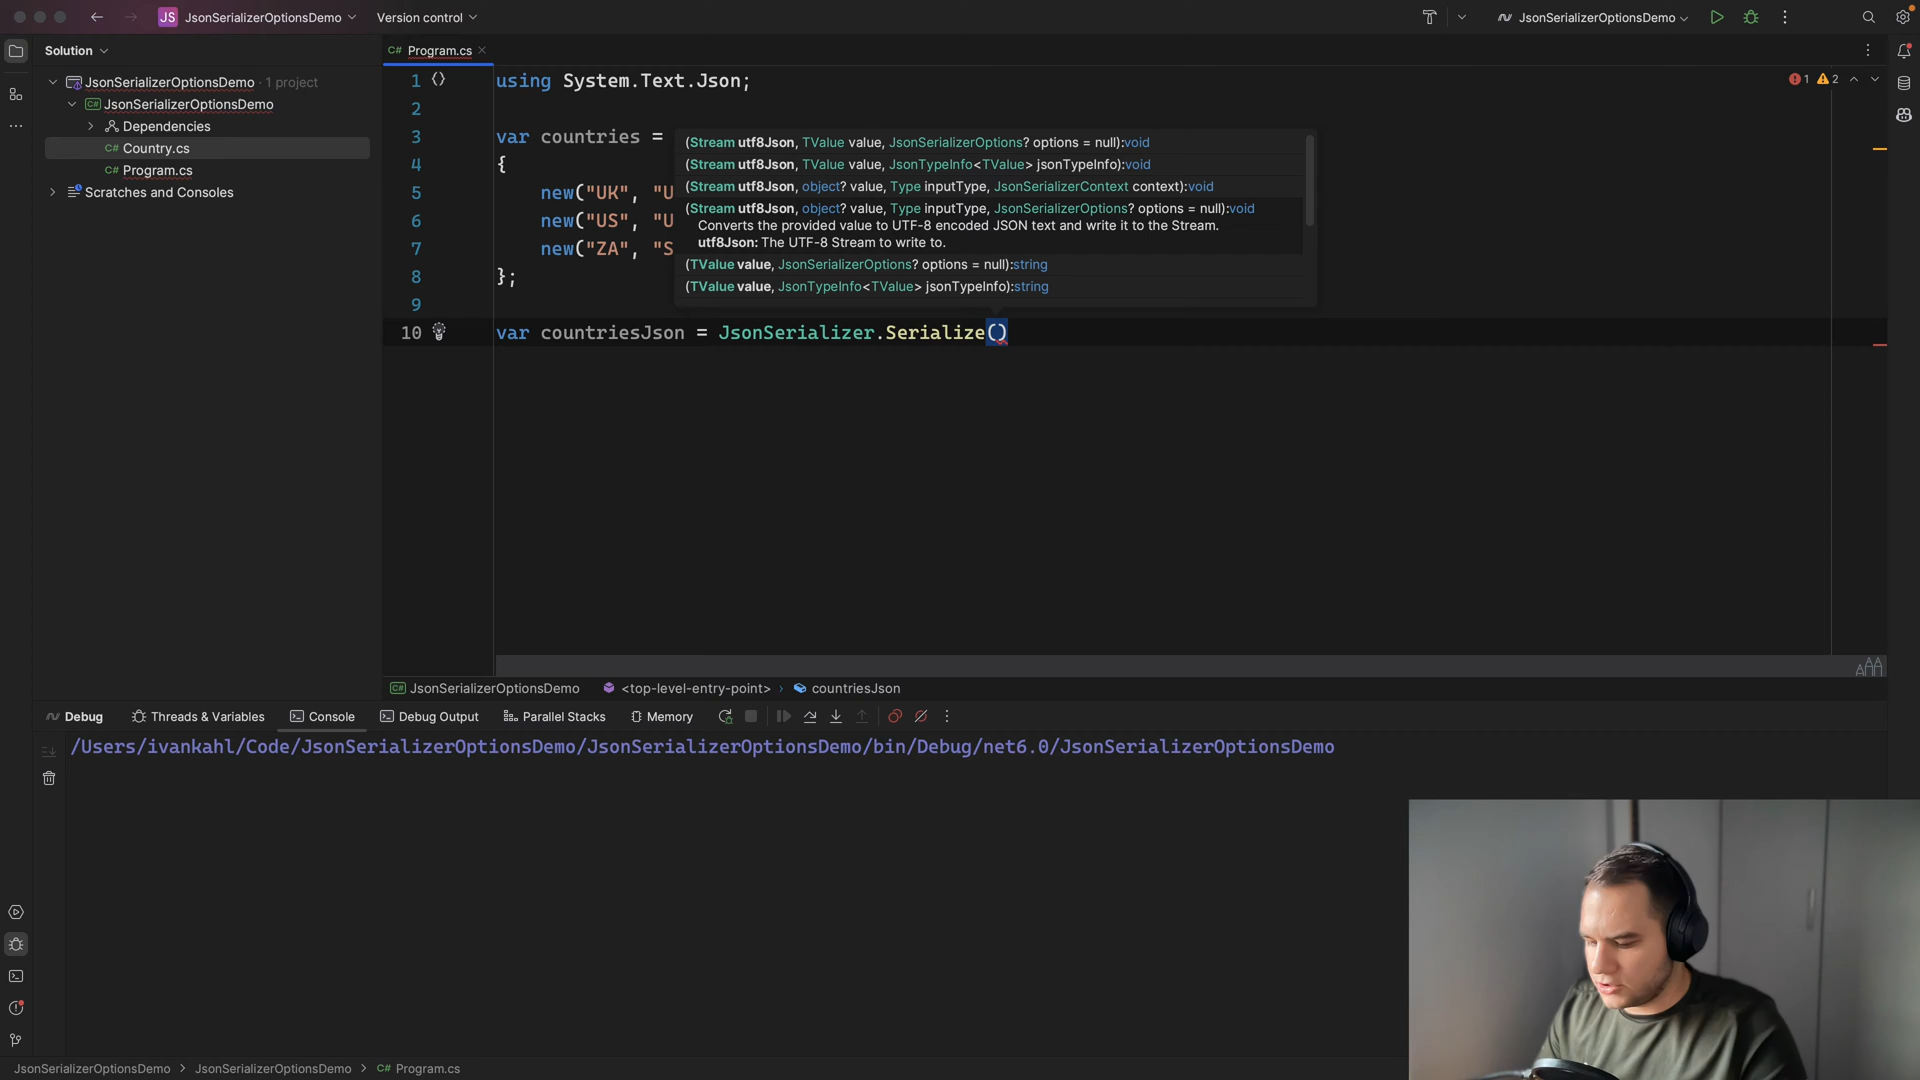 JS JsonSerializerOptionsDemo Version control JsonSerializerOptionsDemo
Solution
C# Program.cs
JsonSerializerOptionsDemo · 1 project
C# JsonSerializerOptionsDemo
Dependencies
C# Country.cs
C# Program.cs
Scratches and Consoles
1 using System.Text.Json;
1 2
2
3 var countries =
4 {
5 new("UK", "U
6 new("US", "U
7 new("ZA", "S
8 };
9
10 var countriesJson = JsonSerializer.Serialize()
(Stream utf8Json, TValue value, JsonSerializerOptions? options = null):void
(Stream utf8Json, TValue value, JsonTypeInfo<TValue> jsonTypeInfo):void
(Stream utf8Json, object? value, Type inputType, JsonSerializerContext context):void
(Stream utf8Json, object? value, Type inputType, JsonSerializerOptions? options = null):void
Converts the provided value to UTF-8 encoded JSON text and write it to the Stream.
utf8Json: The UTF-8 Stream to write to.
(TValue value, JsonSerializerOptions? options = null):string
(TValue value, JsonTypeInfo<TValue> jsonTypeInfo):string
C# JsonSerializerOptionsDemo <top-level-entry-point> › countriesJson
Debug Threads & Variables Console Debug Output Parallel Stacks Memory
/Users/ivankahl/Code/JsonSerializerOptionsDemo/JsonSerializerOptionsDemo/bin/Debug/net6.0/JsonSerializerOptionsDemo
JsonSerializerOptionsDemo › JsonSerializerOptionsDemo › C# Program.cs